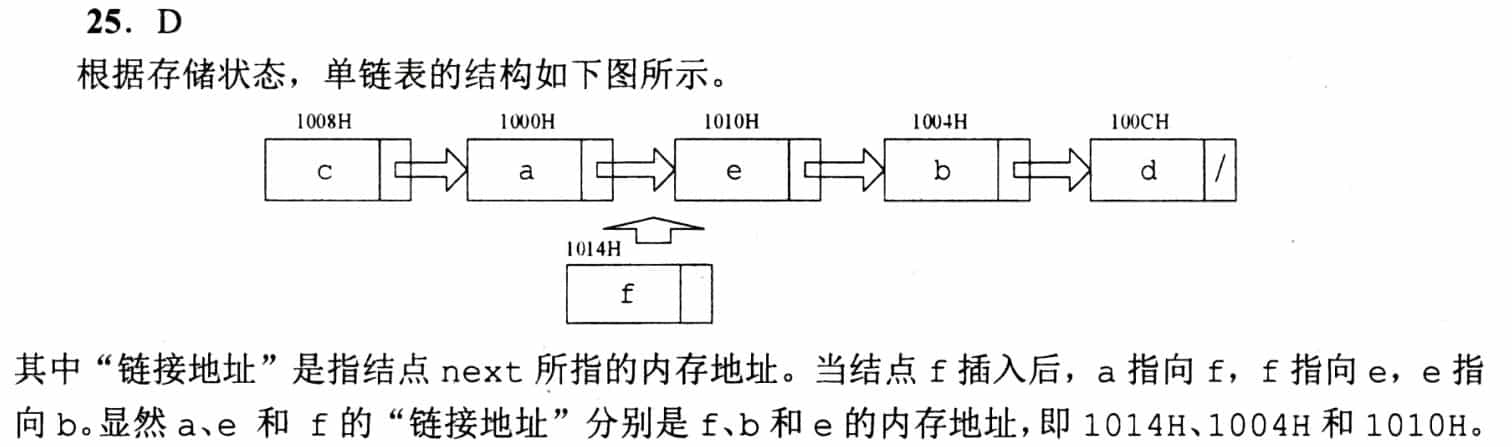 25. D
根据存储状态，单链表的结构如下图所示。
1008H 1000H 1010H 1004H 100CH
c a e b d /
1014H
f
其中“链接地址”是指结点 next 所指的内存地址。当结点 f 插入后，a 指向 f，f 指向 e，e 指
向 b。显然 a、e 和 f 的“链接地址”分别是 f、b 和 e 的内存地址，即 1014H、1004H 和 1010H。